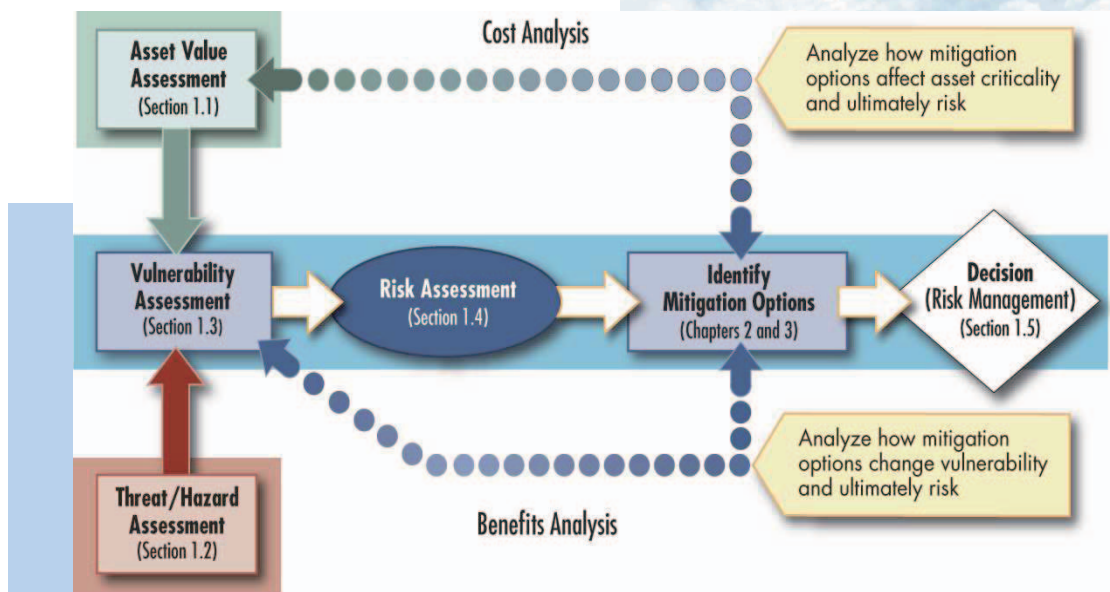 Asset Value
Assessment
(Section 1.1)
Cost Analysis
Analyze how mitigation
options affect asset criticality
and ultimately risk
Vulnerability
Assessment
(Section 1.3)
Risk Assessment
(Section 1.4)
Identify
Mitigation Options
(Chapters 2 and 3)
Decision
(Risk Management)
(Section 1.5)
Threat/Hazard
Assessment
(Section 1.2)
Benefits Analysis
Analyze how mitigation
options change vulnerability
and ultimately risk